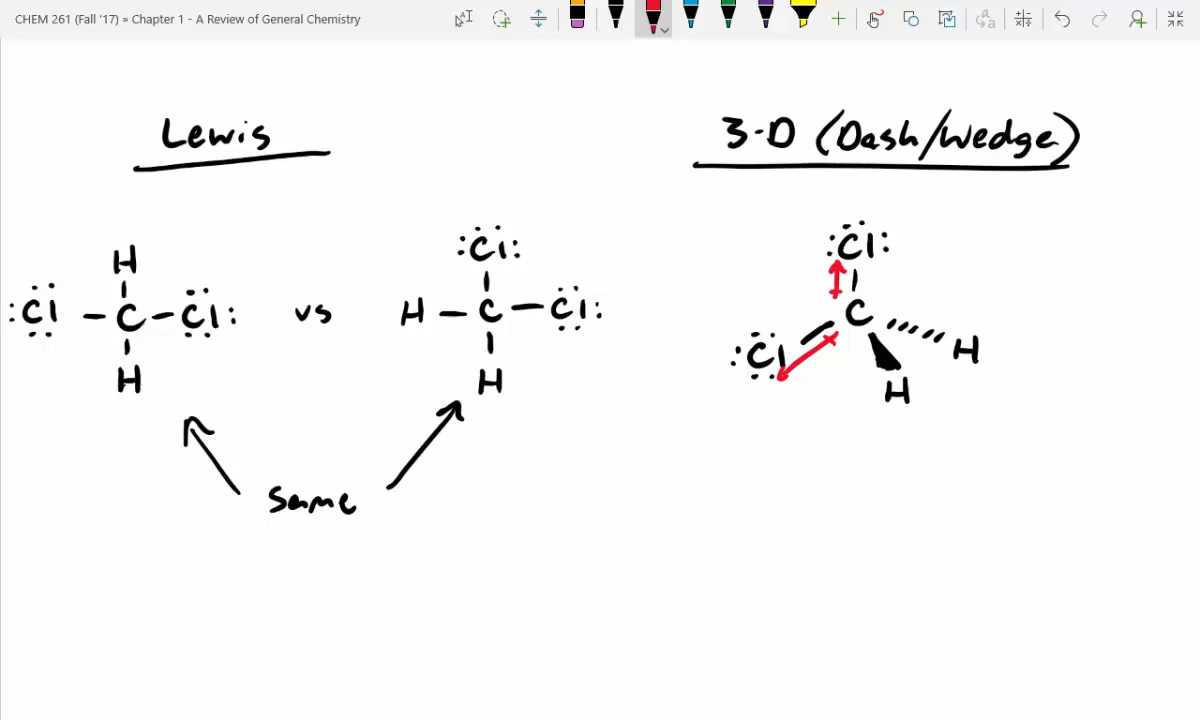 CHEM 261 (Fall '17) » Chapter 1 - A Review of General Chemistry
Lewis
3-D (Dash/Wedge)
H
:Cl - C - Cl:
H
vs
:Cl:
H - C - Cl:
H
:Cl:
C
:Cl
H
H
Same